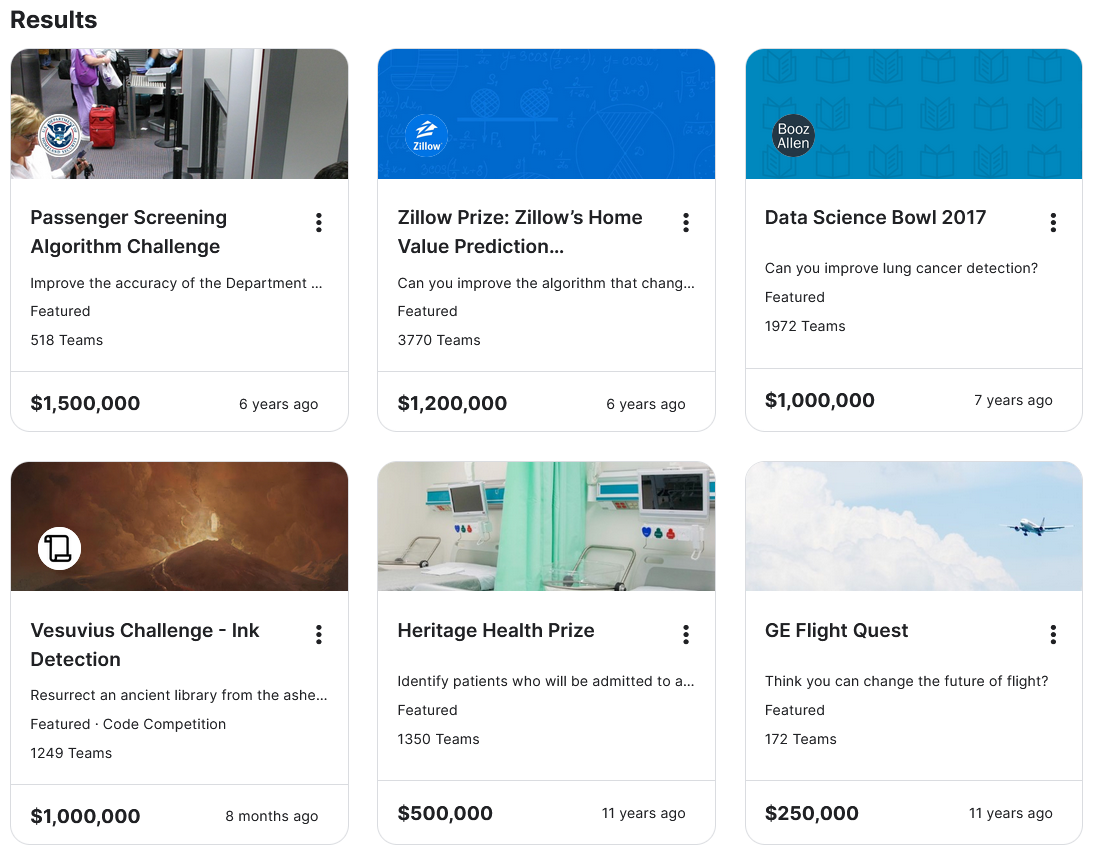 Results
Zillow
Booz
Allen
Passenger Screening
Algorithm Challenge
Improve the accuracy of the Department ...
Featured
518 Teams
$1,500,000
6 years ago
Zillow Prize: Zillow’s Home
Value Prediction...
Can you improve the algorithm that chang...
Featured
3770 Teams
$1,200,000
6 years ago
Data Science Bowl 2017
Can you improve lung cancer detection?
Featured
1972 Teams
$1,000,000
7 years ago
Vesuvius Challenge - Ink
Detection
Resurrect an ancient library from the ashe...
Featured · Code Competition
1249 Teams
$1,000,000
8 months ago
Heritage Health Prize
Identify patients who will be admitted to a...
Featured
1350 Teams
$500,000
11 years ago
GE Flight Quest
Think you can change the future of flight?
Featured
172 Teams
$250,000
11 years ago